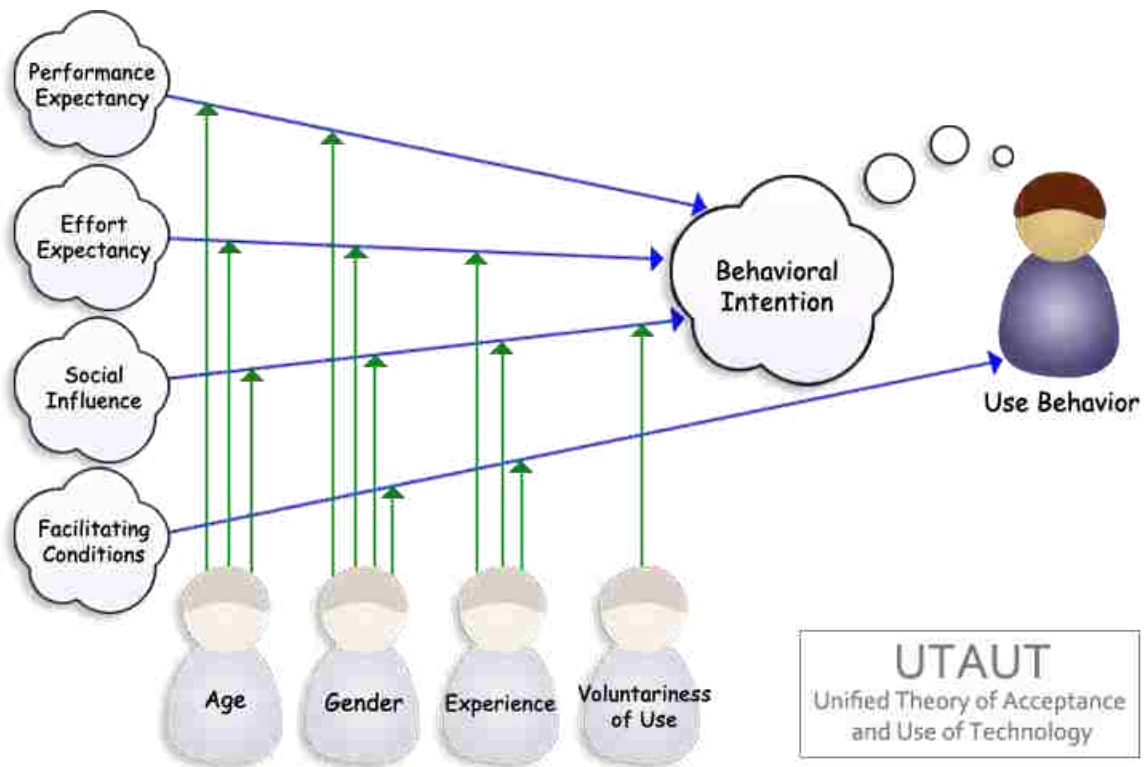 Performance
Expectancy
Effort
Expectancy
Social
Influence
Facilitating
Conditions
Behavioral
Intention
Use Behavior
Age
Gender
Experience
Voluntariness
of Use
UTAUT
Unified Theory of Acceptance
and Use of Technology